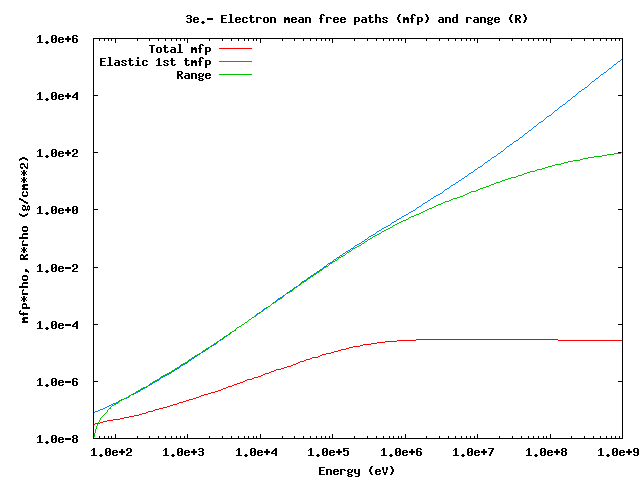 3e.- Electron mean free paths (mfp) and range (R)
Total mfp
Elastic 1st tmfp
Range
mfp*rho, R*rho (g/cm**2)
1.0e+6
1.0e+4
1.0e+2
1.0e+0
1.0e-2
1.0e-4
1.0e-6
1.0e-8
1.0e+2 1.0e+3 1.0e+4 1.0e+5 1.0e+6 1.0e+7 1.0e+8 1.0e+9
Energy (eV)